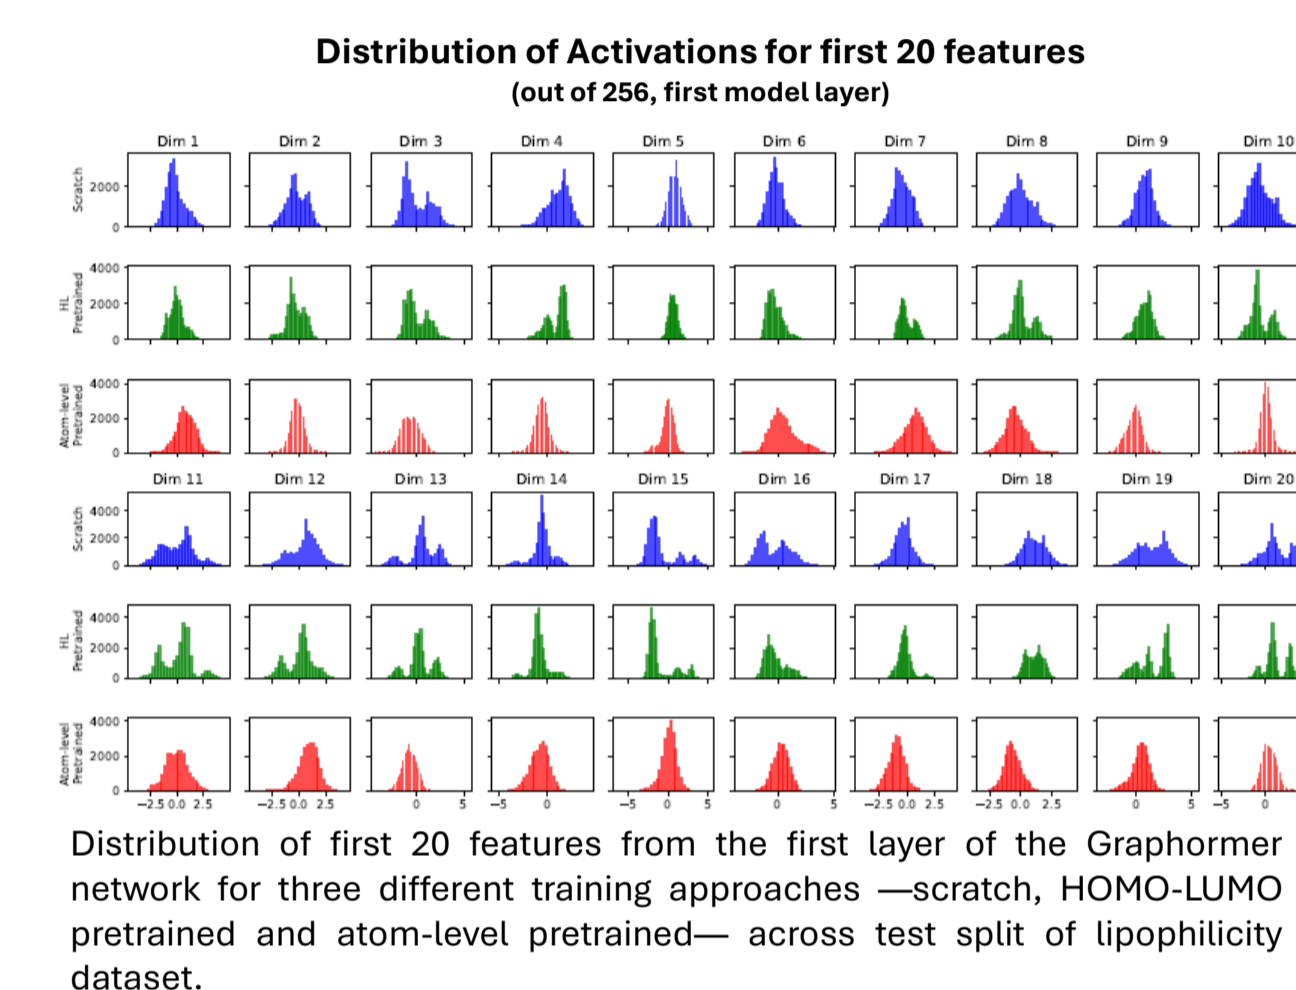 Distribution of Activations for first 20 features
(out of 256, first model layer)
Dim 1 Dim 2 Dim 3 Dim 4 Dim 5 Dim 6 Dim 7 Dim 8 Dim 9 Dim 10
Scratch
2000
0
HL
Pretrained
4000
2000
0
Atom-level
Pretrained
4000
2000
0
Dim 11 Dim 12 Dim 13 Dim 14 Dim 15 Dim 16 Dim 17 Dim 18 Dim 19 Dim 20
Scratch
4000
2000
0
HL
Pretrained
4000
2000
0
Atom-level
Pretrained
4000
2000
0
−2.5 0.0 2.5 −2.5 0.0 2.5 0 5 −5 0 −5 0 5 0 5 −2.5 0.0 2.5 −2.5 0.0 2.5 0 5 −5 0
Distribution of first 20 features from the first layer of the Graphormer
network for three different training approaches —scratch, HOMO-LUMO
pretrained and atom-level pretrained— across test split of lipophilicity
dataset.